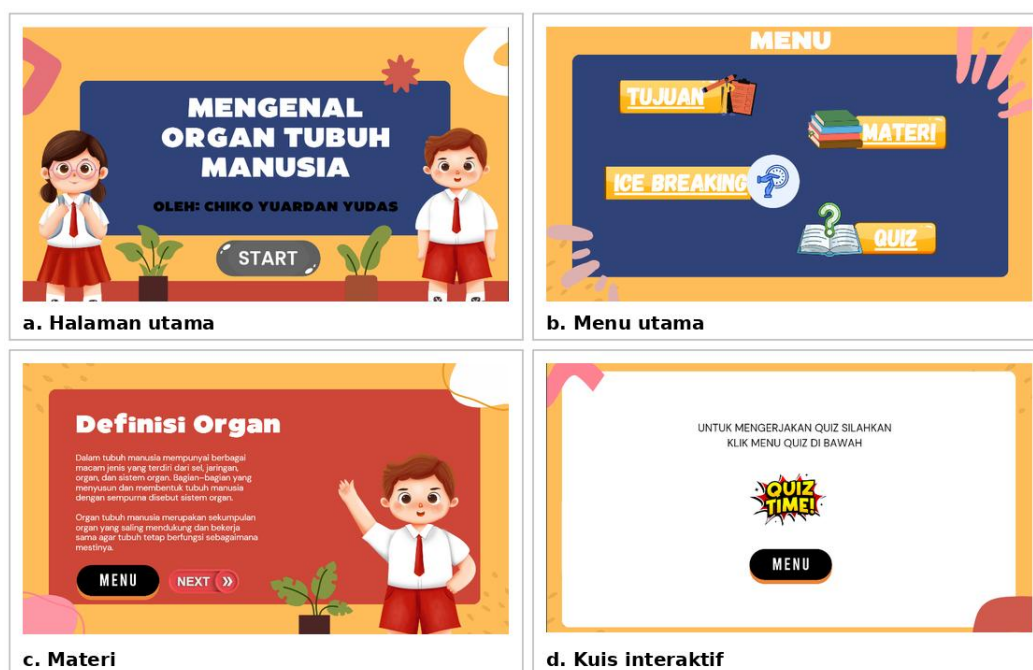 MENGENAL
ORGAN TUBUH
MANUSIA
OLEH: CHIKO YUARDAN YUDAS
START
a. Halaman utama
MENU
TUJUAN
MATERI
ICE BREAKING
QUIZ
b. Menu utama
Definisi Organ
Dalam tubuh manusia mempunyai berbagai
macam jenis yang terdiri dari sel, jaringan,
organ, dan sistem organ. Bagian-bagian yang
menyusun dan membentuk tubuh manusia
dengan sempurna disebut sistem organ.
Organ tubuh manusia merupakan sekumpulan
organ yang saling mendukung dan bekerja
sama agar tubuh tetap berfungsi sebagaimana
mestinya.
MENU
NEXT
c. Materi
UNTUK MENGERJAKAN QUIZ SILAHKAN
KLIK MENU QUIZ DI BAWAH
QUIZ
TIME!
MENU
d. Kuis interaktif